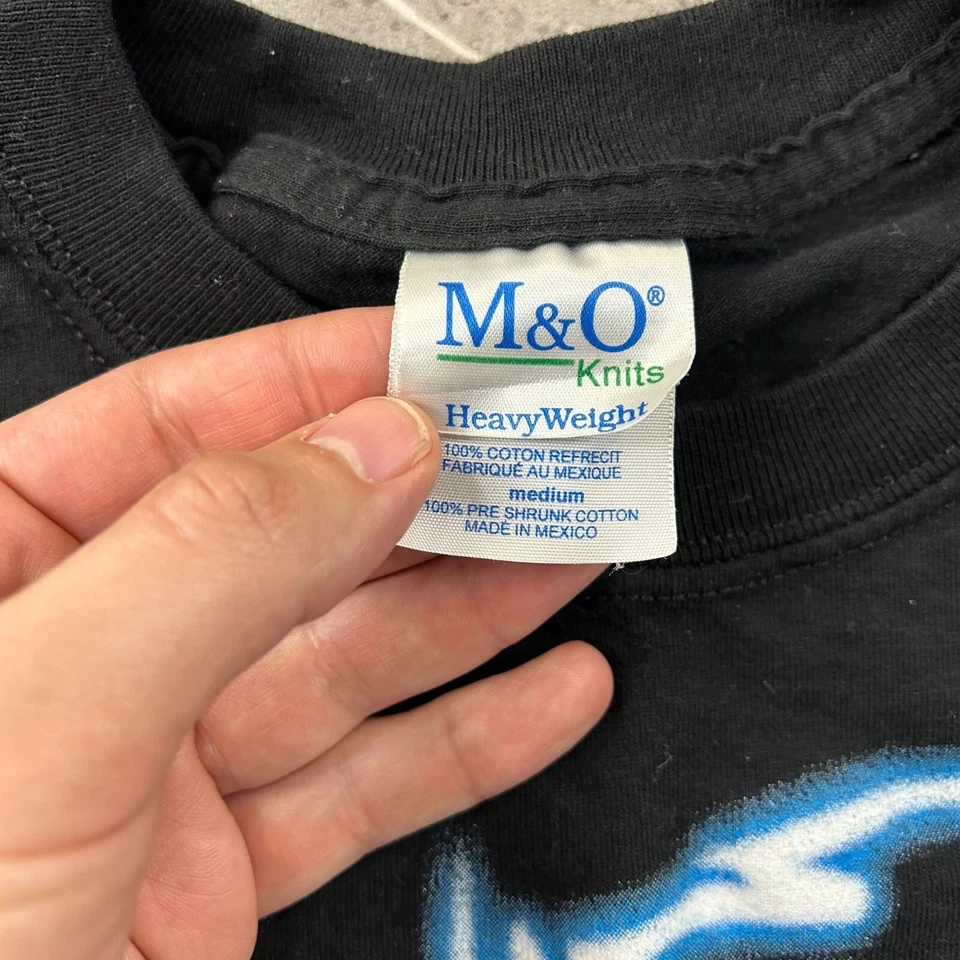 M&O®
Knits
HeavyWeight
100% COTON REFRECIT
FABRIQUÉ AU MEXIQUE
medium
100% PRE SHRUNK COTTON
MADE IN MEXICO